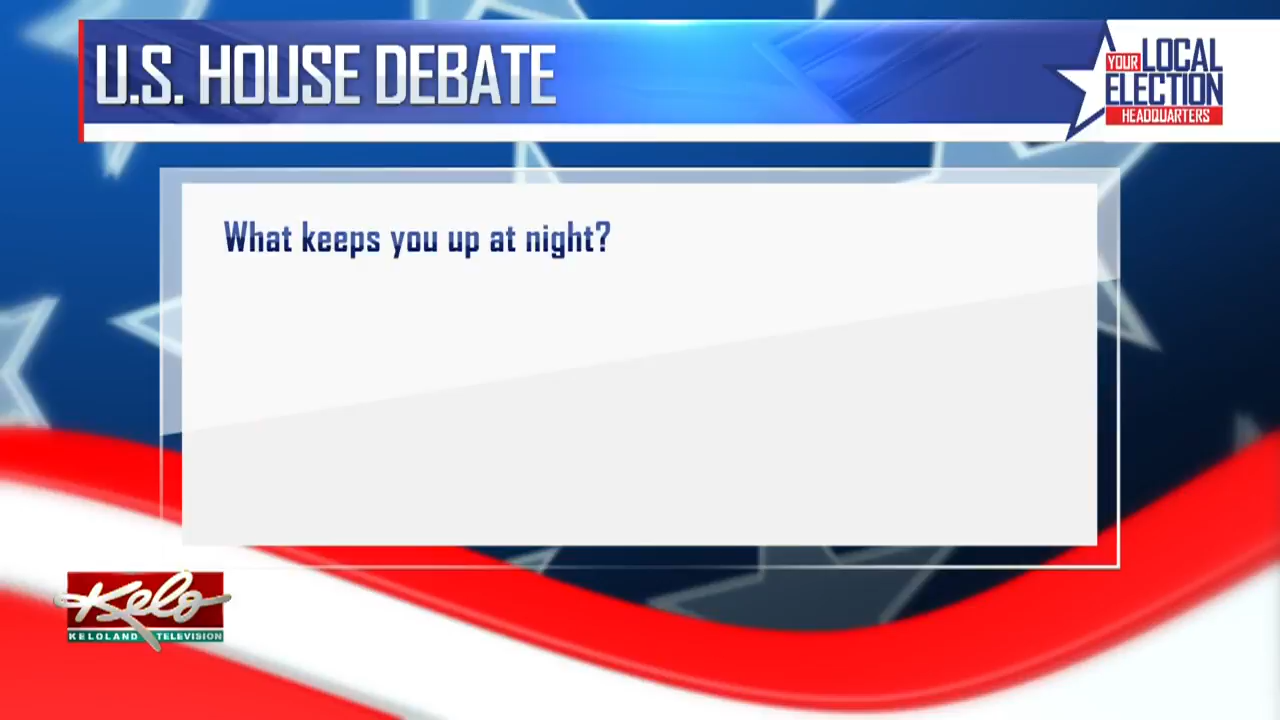 U.S. HOUSE DEBATE
YOUR LOCAL
ELECTION
HEADQUARTERS
What keeps you up at night?
Kelo
KELOLAND TELEVISION